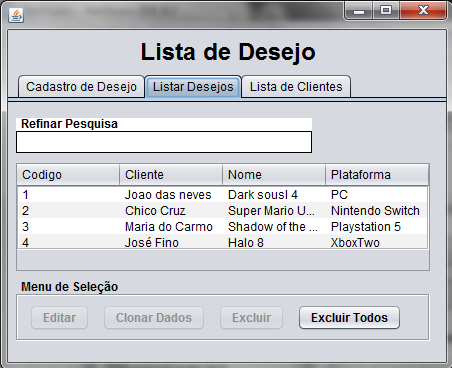 Lista de Desejo
Cadastro de Desejo Listar Desejos Lista de Clientes
Refinar Pesquisa
Codigo Cliente Nome Plataforma
1 Joao das neves Dark sousl 4 PC
2 Chico Cruz Super Mario U... Nintendo Switch
3 Maria do Carmo Shadow of the ... Playstation 5
4 José Fino Halo 8 XboxTwo
Menu de Seleção
Editar Clonar Dados Excluir Excluir Todos